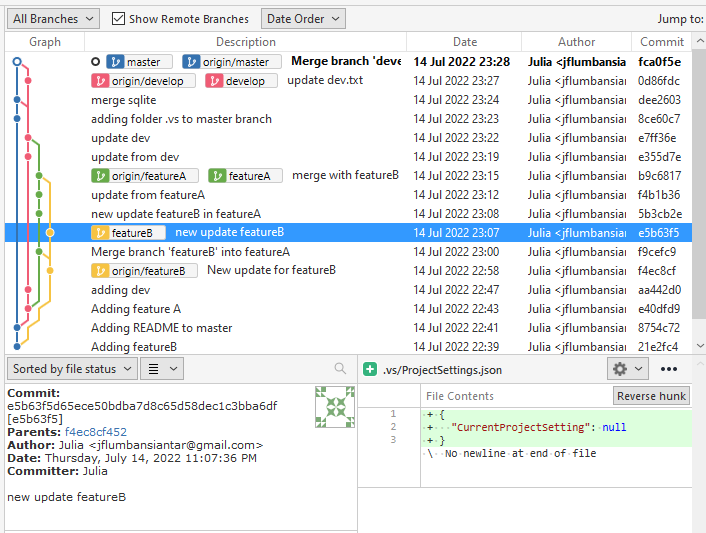 All Branches Show Remote Branches Date Order Jump to:
Graph Description Date Author Commit
master origin/master Merge branch 'deve 14 Jul 2022 23:28 Julia <jflumbansia fca0f5e
origin/develop develop update dev.txt 14 Jul 2022 23:27 Julia <jflumbansiar 0d86fdc
merge sqlite 14 Jul 2022 23:24 Julia <jflumbansiar dee2603
adding folder .vs to master branch 14 Jul 2022 23:23 Julia <jflumbansiar 8ce60c7
update dev 14 Jul 2022 23:22 Julia <jflumbansiar e7ff36e
update from dev 14 Jul 2022 23:19 Julia <jflumbansiar e355d7e
origin/featureA featureA merge with featureB 14 Jul 2022 23:15 Julia <jflumbansiar b9c6817
update from featureA 14 Jul 2022 23:12 Julia <jflumbansiar f4b1b36
new update featureB in featureA 14 Jul 2022 23:08 Julia <jflumbansiar 5b3cb2e
featureB new update featureB 14 Jul 2022 23:07 Julia <jflumbansiar e5b63f5
Merge branch 'featureB' into featureA 14 Jul 2022 23:00 Julia <jflumbansiar f9cefc9
origin/featureB New update for featureB 14 Jul 2022 22:58 Julia <jflumbansiar f4ec8cf
adding dev 14 Jul 2022 22:47 Julia <jflumbansiar aa442d0
Adding feature A 14 Jul 2022 22:43 Julia <jflumbansiar e40dfd9
Adding README to master 14 Jul 2022 22:41 Julia <jflumbansiar 8754c72
Adding featureB 14 Jul 2022 22:39 Julia <jflumbansiar 21e2fc4
Sorted by file status
.vs/ProjectSettings.json
Commit:
e5b63f5d65ece50bdba7d8c65d58dec1c3bba6df
[e5b63f5]
Parents: f4ec8cf452
Author: Julia <jflumbansiantar@gmail.com>
Date: Thursday, July 14, 2022 11:07:36 PM
Committer: Julia
new update featureB
File Contents Reverse hunk
1 + {
2 + "CurrentProjectSetting": null
3 + }
\ No newline at end of file